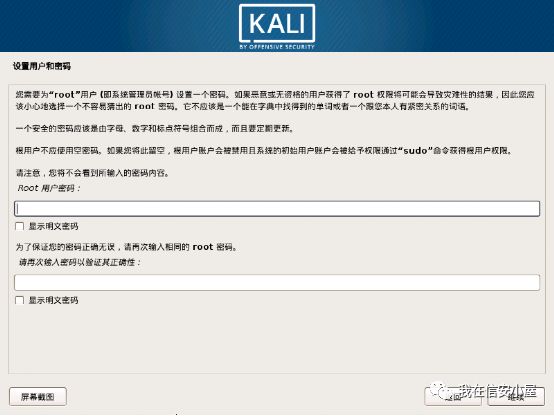 KALI
BY OFFENSIVE SECURITY
设置用户和密码
您需要为“root”用户 (即系统管理员帐号) 设置一个密码。如果恶意或无资格的用户获得了 root 权限将可能会导致灾难性的结果，因此您应
该小心地选择一个不容易猜出的 root 密码。它不应该是一个能在字典中找得到的单词或者一个跟您本人有紧密关系的词语。
一个安全的密码应该是由字母、数字和标点符号组合而成，而且要定期更新。
根用户不应使用空密码。如果您将此留空，根用户账户会被禁用且系统的初始用户账户会被给予权限通过“sudo”命令获得根用户权限。
请注意，您将不会看到所输入的密码内容。
Root 用户密码：
显示明文密码
为了保证您的密码正确无误，请再次输入相同的 root 密码。
请再次输入密码以验证其正确性：
显示明文密码
屏幕截图
返回
继续
我在信安小屋